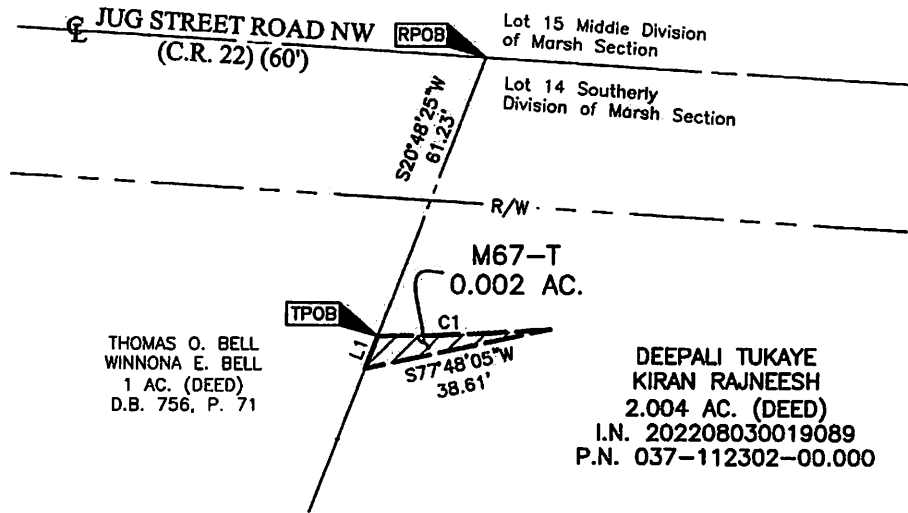 ℄ JUG STREET ROAD NW
(C.R. 22) (60')
RPOB
Lot 15 Middle Division
of Marsh Section
Lot 14 Southerly
Division of Marsh Section
S20°48'25"W
61.23'
R/W
M67-T
0.002 AC.
TPOB
C1
L1
S77°48'05"W
38.61'
THOMAS O. BELL
WINNONA E. BELL
1 AC. (DEED)
D.B. 756, P. 71
DEEPALI TUKAYE
KIRAN RAJNEESH
2.004 AC. (DEED)
I.N. 202208030019089
P.N. 037-112302-00.000